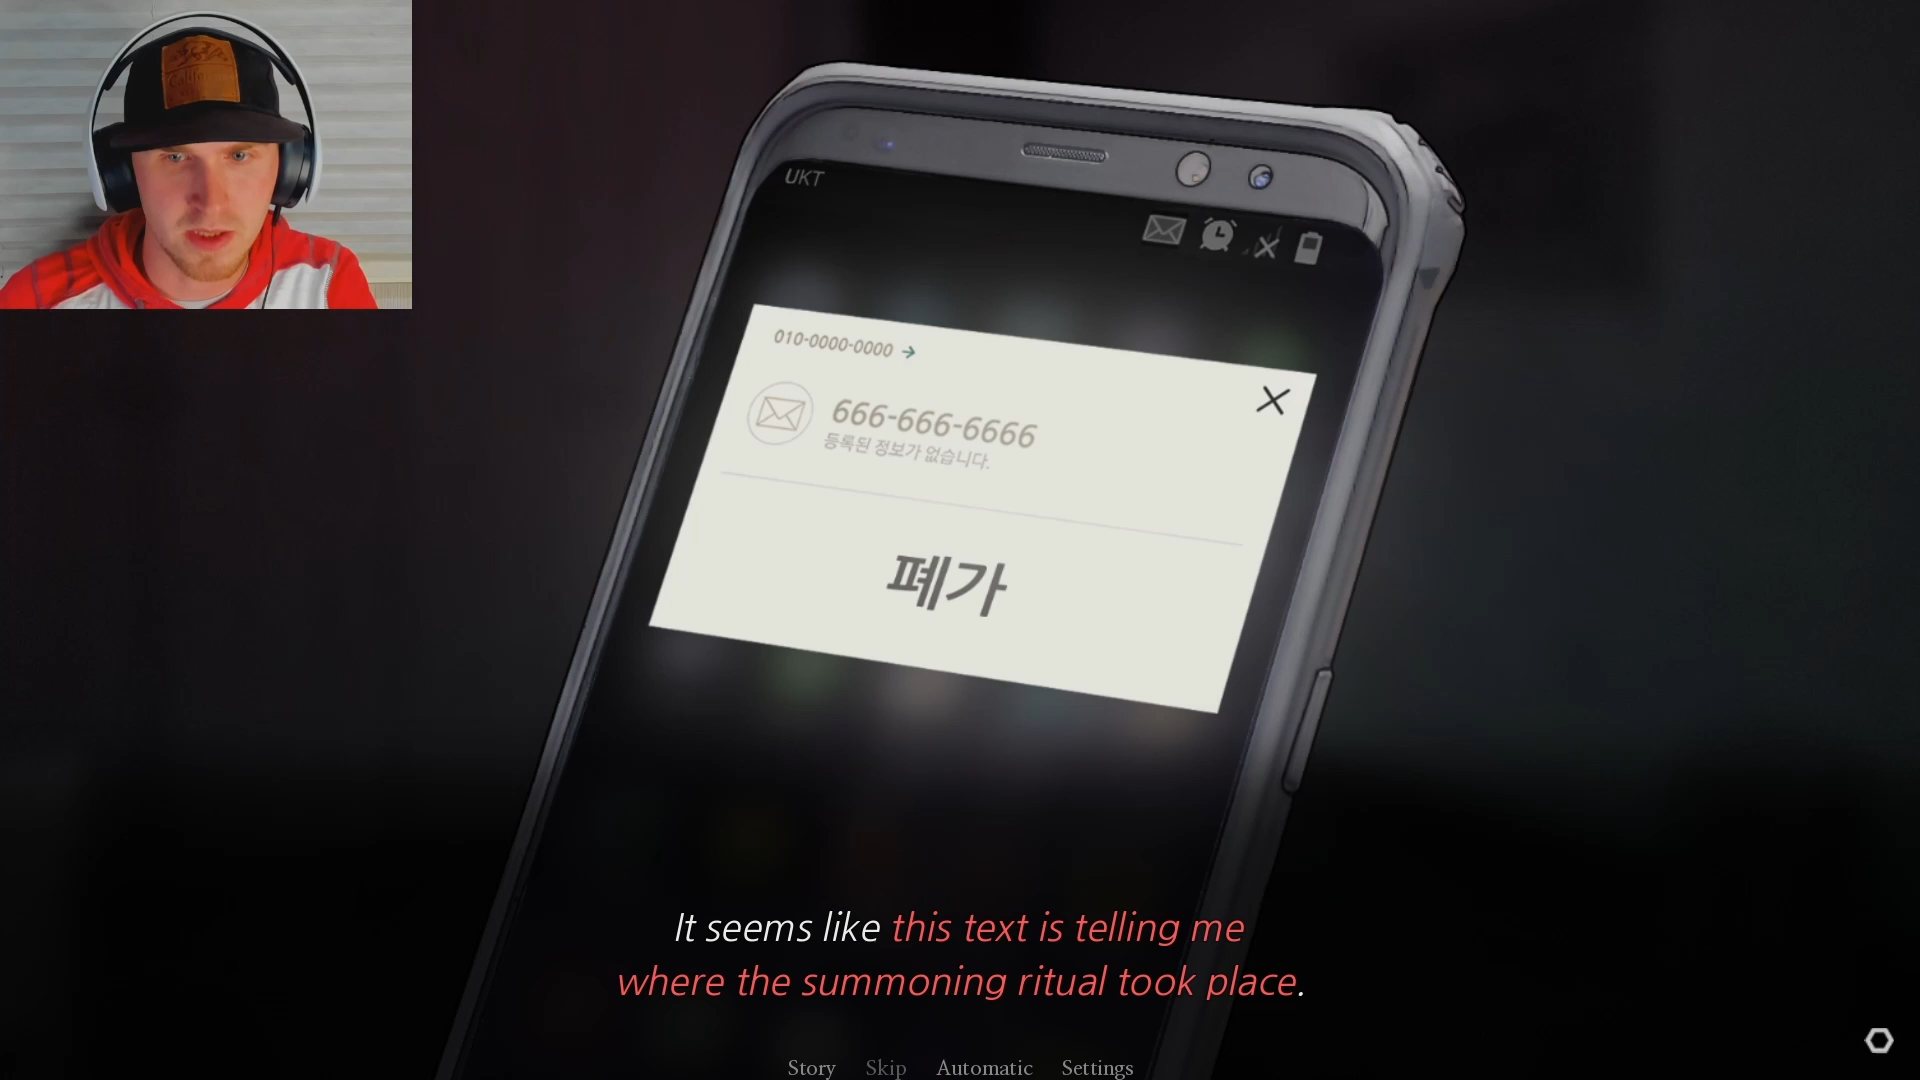 UKT
010-0000-0000 →
666-666-6666
등록된 정보가 없습니다.
폐가
It seems like this text is telling me
where the summoning ritual took place.
Story Skip Automatic Settings